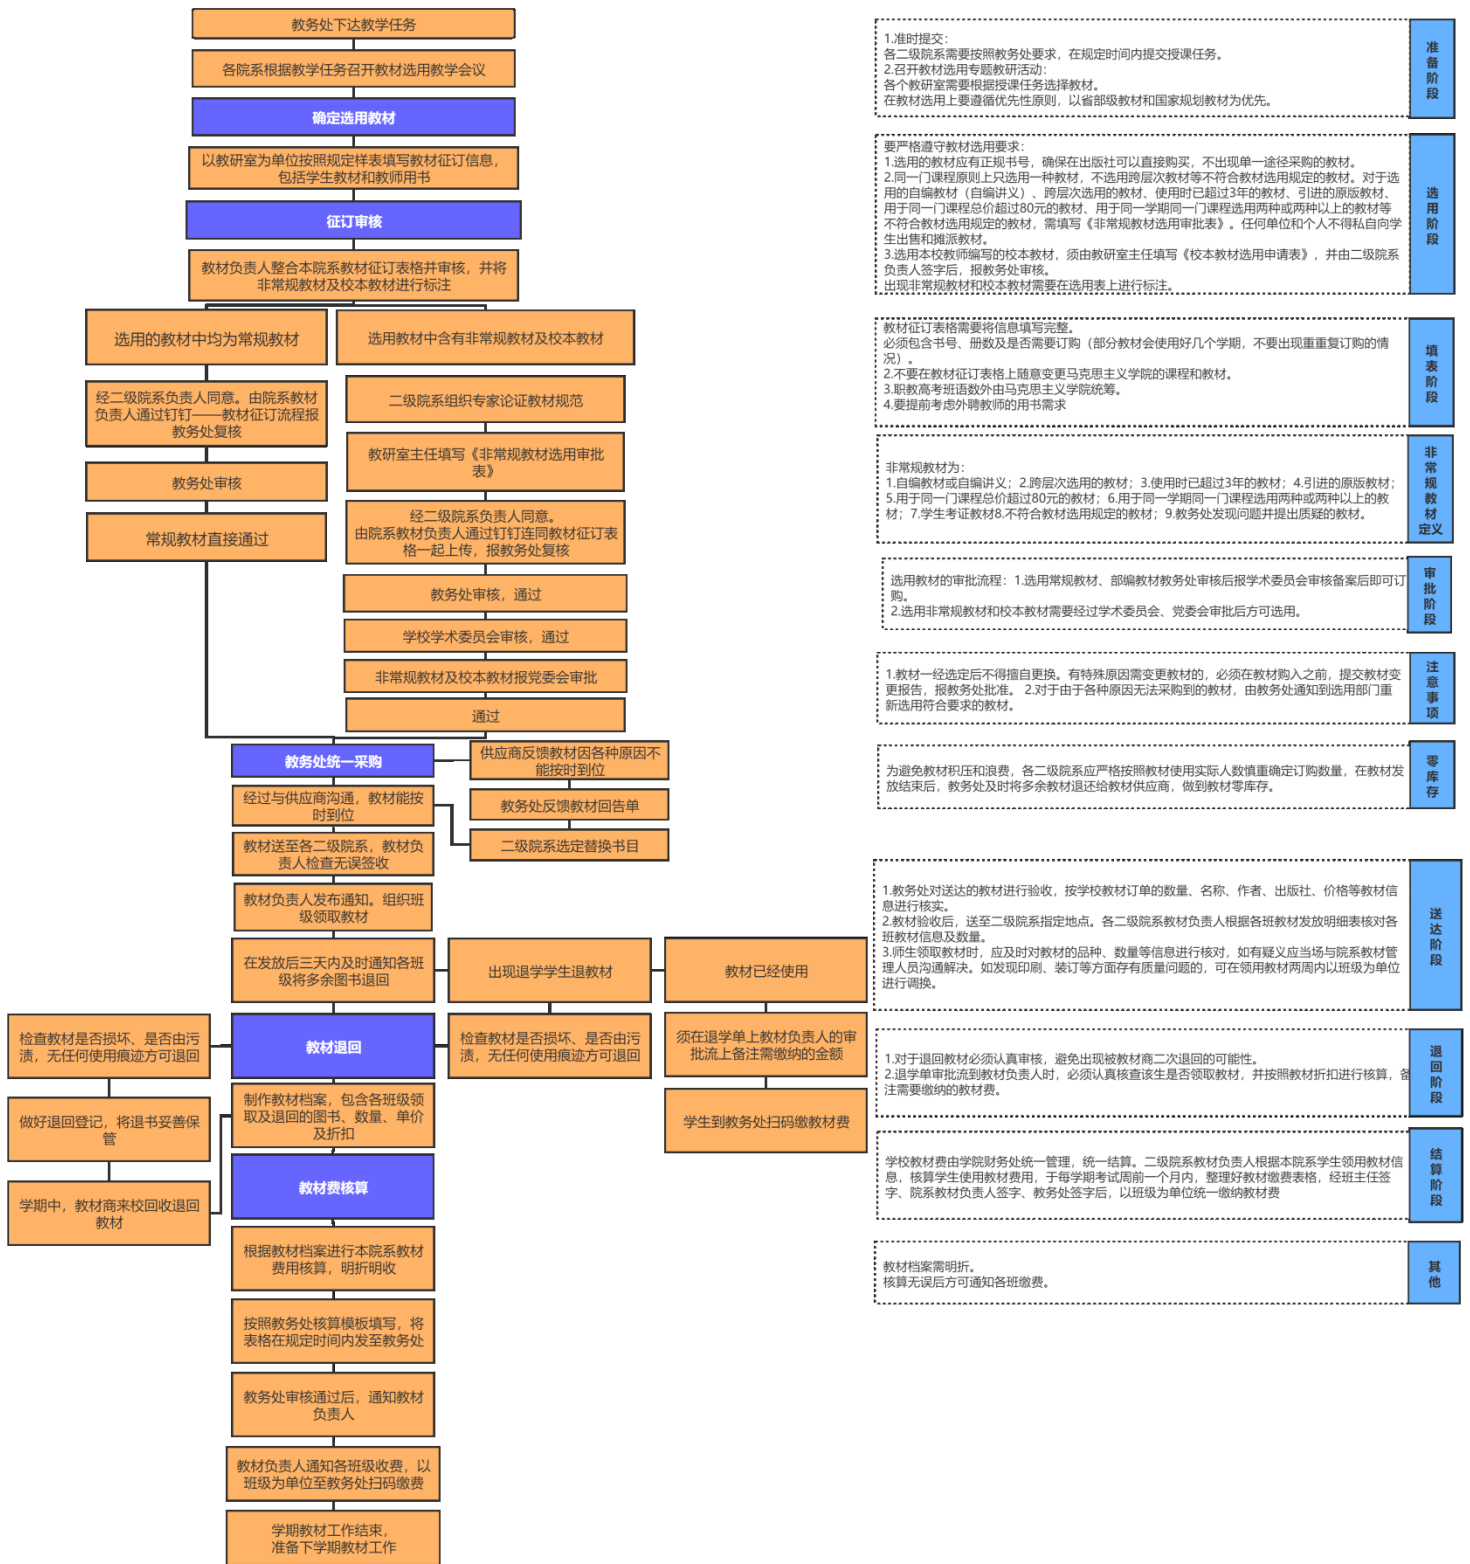 教务处下达教学任务
各院系根据教学任务召开教材选用教学会议
确定选用教材
以教研室为单位按照规定样表填写教材征订信息，
包括学生教材和教师用书
征订审核
教材负责人整合本院系教材征订表格并审核，并将
非常规教材及校本教材进行标注
选用的教材中均为常规教材
经二级院系负责人同意。由院系教材
负责人通过钉钉——教材征订流程报
教务处复核
教务处审核
常规教材直接通过
选用教材中含有非常规教材及校本教材
二级院系组织专家论证教材规范
教研室主任填写《非常规教材选用审批
表》
经二级院系负责人同意。
由院系教材负责人通过钉钉连同教材征订表
格一起上传，报教务处复核
教务处审核，通过
学校学术委员会审核，通过
非常规教材及校本教材报党委会审批
通过
教务处统一采购
供应商反馈教材因各种原因不
能按时到位
教务处反馈教材回告单
二级院系选定替换书目
经过与供应商沟通，教材能按
时到位
教材送至各二级院系，教材负
责人检查无误签收
教材负责人发布通知。组织班
级领取教材
在发放后三天内及时通知各班
级将多余图书退回
出现退学学生退教材
教材已经使用
检查教材是否损坏、是否由污
渍，无任何使用痕迹方可退回
教材退回
检查教材是否损坏、是否由污
渍，无任何使用痕迹方可退回
须在退学单上教材负责人的审
批流上备注需缴纳的金额
做好退回登记，将退书妥善保
管
制作教材档案，包含各班级领
取及退回的图书、数量、单价
及折扣
学生到教务处扫码缴教材费
学期中，教材商来校回收退回
教材
教材费核算
根据教材档案进行本院系教材
费用核算，明折明收
按照教务处核算模板填写，将
表格在规定时间内发至教务处
教务处审核通过后，通知教材
负责人
教材负责人通知各班级收费，以
班级为单位至教务处扫码缴费
学期教材工作结束，
准备下学期教材工作
1.准时提交：
各二级院系需要按照教务处要求，在规定时间内提交授课任务。
2.召开教材选用专题教研活动：
各个教研室需要根据授课任务选择教材。
在教材选用上要遵循优先性原则，以省部级教材和国家规划教材为优先。
准备阶段
要严格遵守教材选用要求：
1.选用的教材应有正规书号，确保在出版社可以直接购买，不出现单一途径采购的教材。
2.同一门课程原则上只选用一种教材，不选用跨层次教材等不符合教材选用规定的教材。对于选
用的自编教材（自编讲义）、跨层次选用的教材、使用时已超过3年的教材、引进的原版教材、
用于同一门课程总价超过80元的教材、用于同一学期同一门课程选用两种或两种以上的教材等
不符合教材选用规定的教材，需填写《非常规教材选用审批表》。任何单位和个人不得私自向学
生出售和摊派教材。
3.选用本校教师编写的校本教材，须由教研室主任填写《校本教材选用申请表》，并由二级院系
负责人签字后，报教务处审核。
出现非常规教材和校本教材需要在选用表上进行标注。
选用阶段
教材征订表格需要将信息填写完整。
必须包含书号、册数及是否需要订购（部分教材会使用好几个学期，不要出现重重复订购的情
况）。
2.不要在教材征订表格上随意变更马克思主义学院的课程和教材。
3.职教高考班语数外由马克思主义学院统筹。
4.要提前考虑外聘教师的用书需求
填表阶段
非常规教材为：
1.自编教材或自编讲义；2.跨层次选用的教材；3.使用时已超过3年的教材；4.引进的原版教材；
5.用于同一门课程总价超过80元的教材；6.用于同一学期同一门课程选用两种或两种以上的教
材；7.学生考证教材8.不符合教材选用规定的教材；9.教务处发现问题并提出质疑的教材。
非常规教材定义
选用教材的审批流程：1.选用常规教材、部编教材教务处审核后报学术委员会审核备案后即可订
购。
2.选用非常规教材和校本教材需要经过学术委员会、党委会审批后方可选用。
审批阶段
1.教材一经选定后不得擅自更换。有特殊原因需变更教材的，必须在教材购入之前，提交教材变
更报告，报教务处批准。 2.对于由于各种原因无法采购到的教材，由教务处通知到选用部门重
新选用符合要求的教材。
注意事项
为避免教材积压和浪费，各二级院系应严格按照教材使用实际人数慎重确定订购数量，在教材发
放结束后，教务处及时将多余教材退还给教材供应商，做到教材零库存。
零库存
1.教务处对送达的教材进行验收，按学校教材订单的数量、名称、作者、出版社、价格等教材信
息进行核实。
2.教材验收后，送至二级院系指定地点。各二级院系教材负责人根据各班教材发放明细表核对各
班教材信息及数量。
3.师生领取教材时，应及时对教材的品种、数量等信息进行核对，如有疑义应当场与院系教材管
理人员沟通解决。如发现印刷、装订等方面存有质量问题的，可在领用教材两周内以班级为单位
进行调换。
送达阶段
1.对于退回教材必须认真审核，避免出现被教材商二次退回的可能性。
2.退学单审批流到教材负责人时，必须认真核查该生是否领取教材，并按照教材折扣进行核算，备
注需要缴纳的教材费。
退回阶段
学校教材费由学院财务处统一管理，统一结算。二级院系教材负责人根据本院系学生领用教材信
息，核算学生使用教材费用，于每学期考试周前一个月内，整理好教材缴费表格，经班主任签
字、院系教材负责人签字、教务处签字后，以班级为单位统一缴纳教材费
结算阶段
教材档案需明折。
核算无误后方可通知各班缴费。
其他